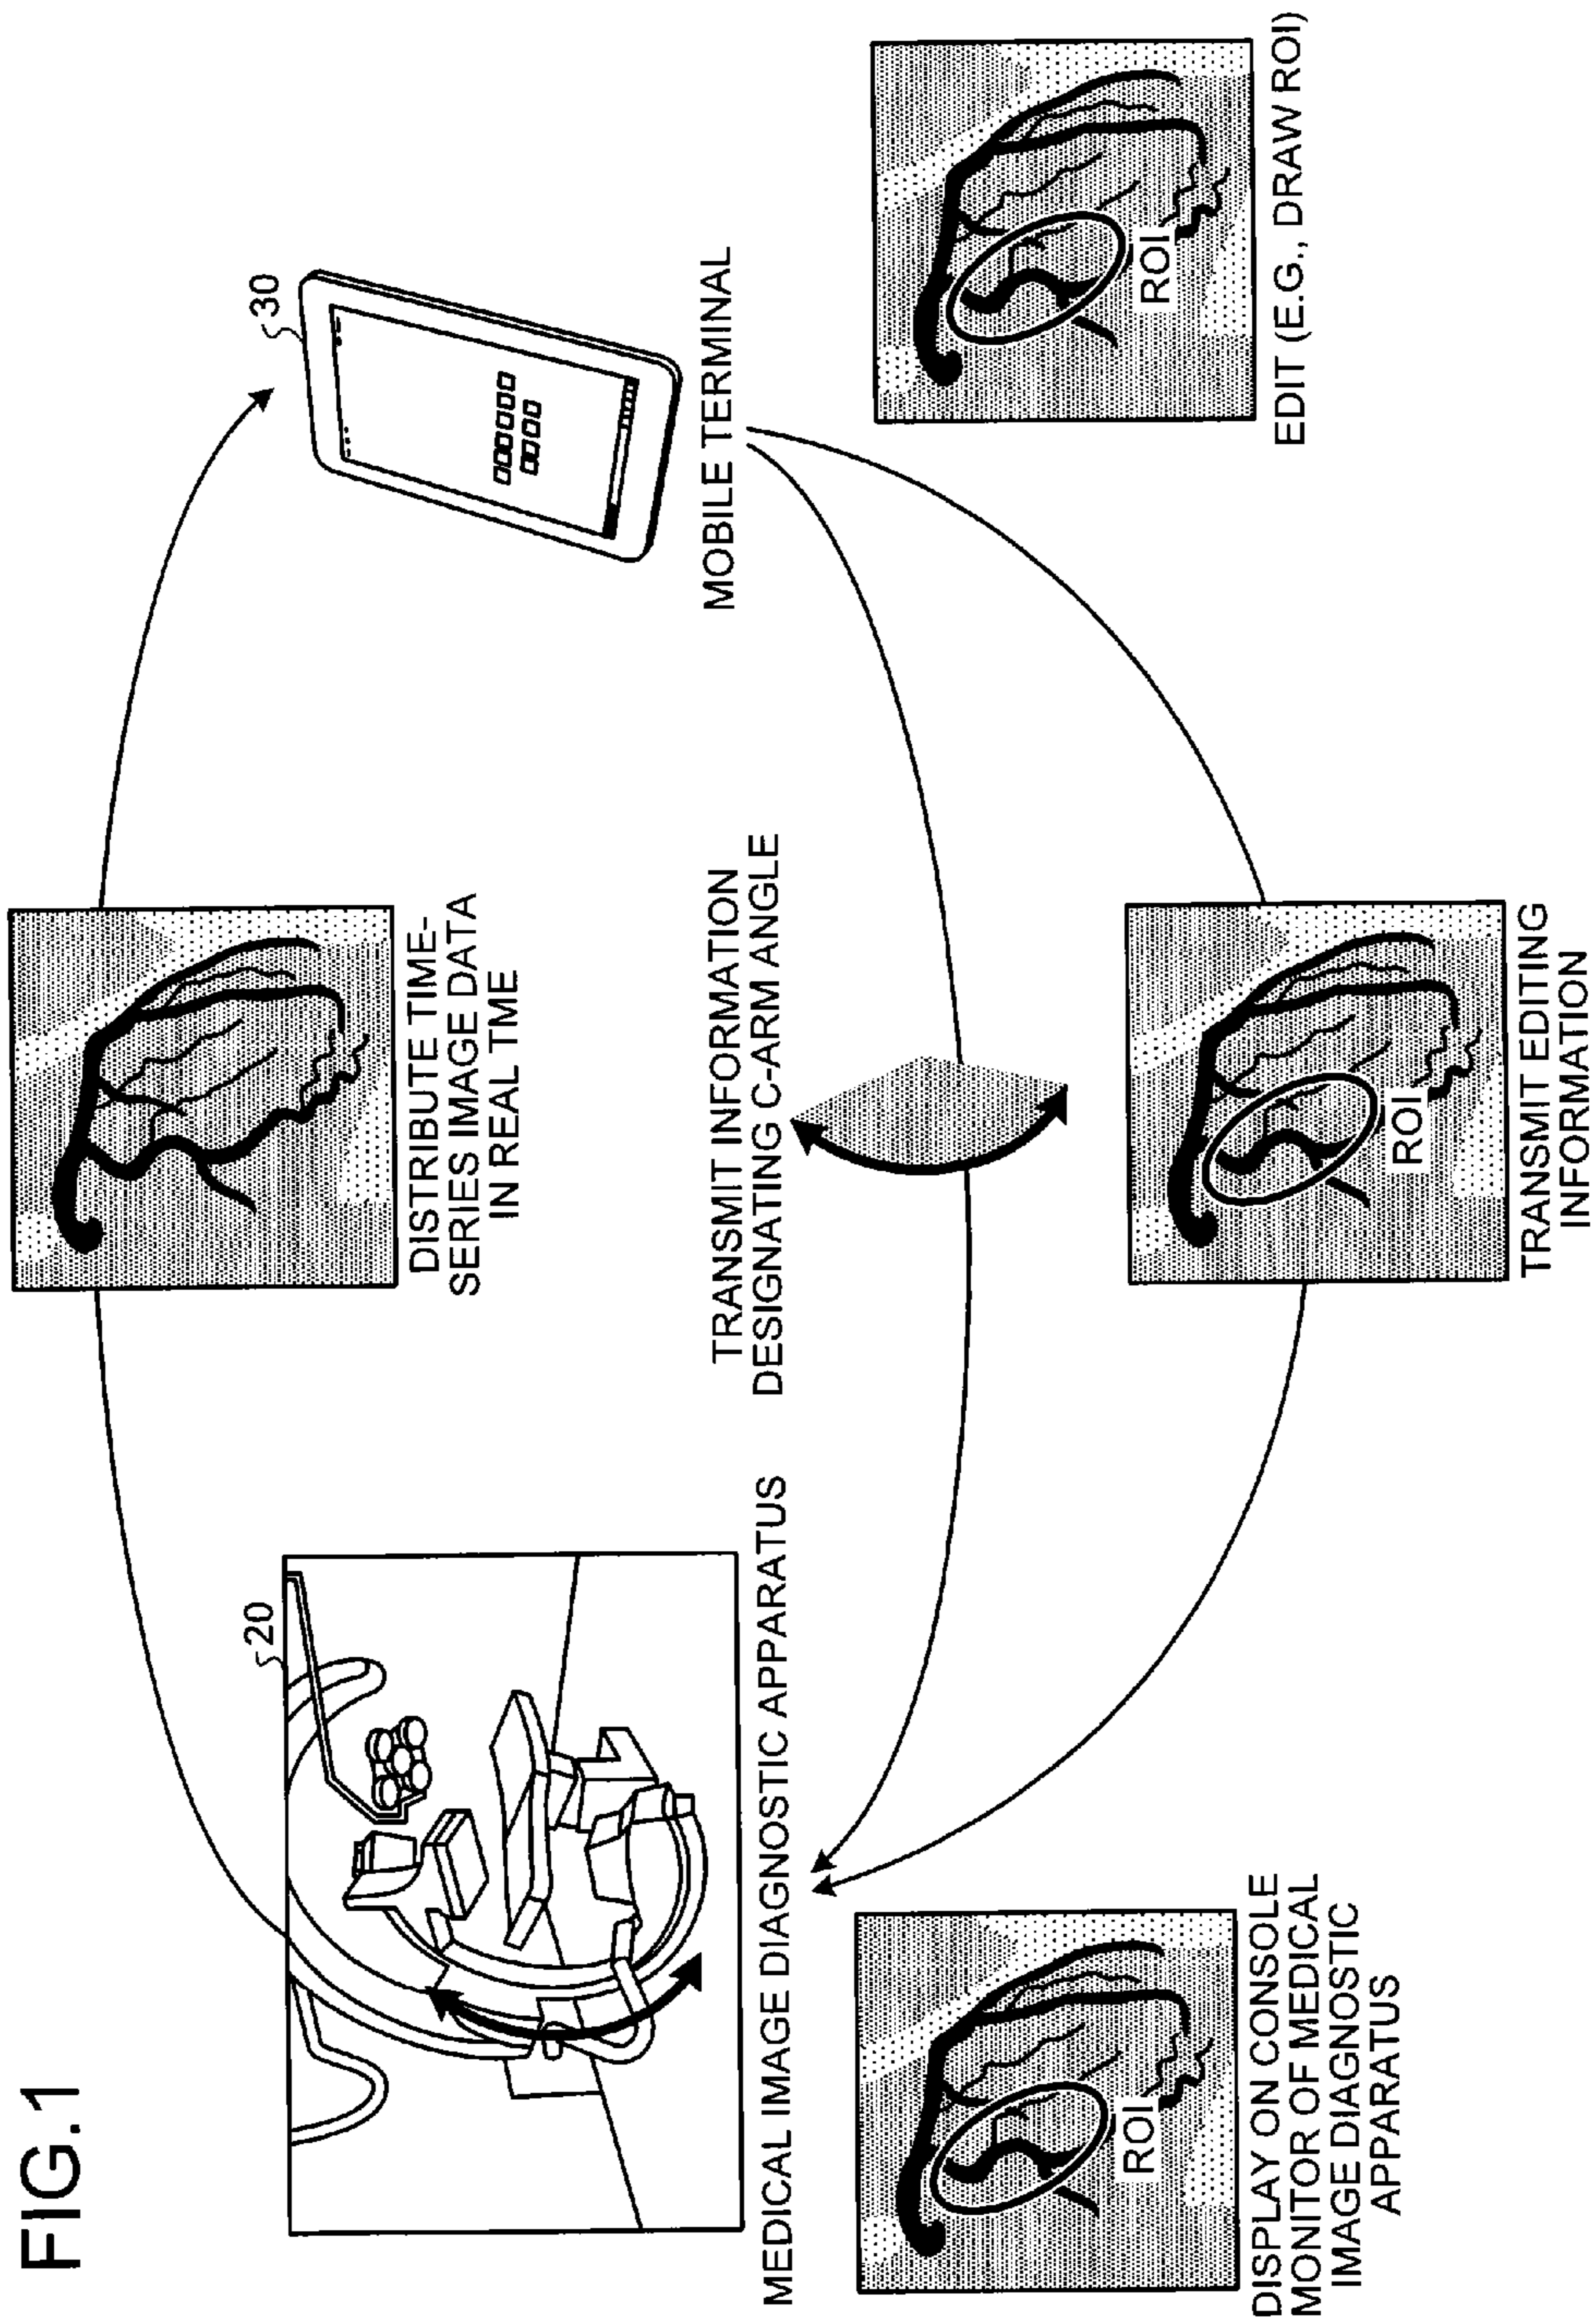 FIG.1
DISTRIBUTE TIME-
SERIES IMAGE DATA
IN REAL TME
20
30
MEDICAL IMAGE DIAGNOSTIC APPARATUS
TRANSMIT INFORMATION
DESIGNATING C-ARM ANGLE
MOBILE TERMINAL
ROI
DISPLAY ON CONSOLE
MONITOR OF MEDICAL
IMAGE DIAGNOSTIC
APPARATUS
ROI
TRANSMIT EDITING
INFORMATION
ROI
EDIT (E.G., DRAW ROI)